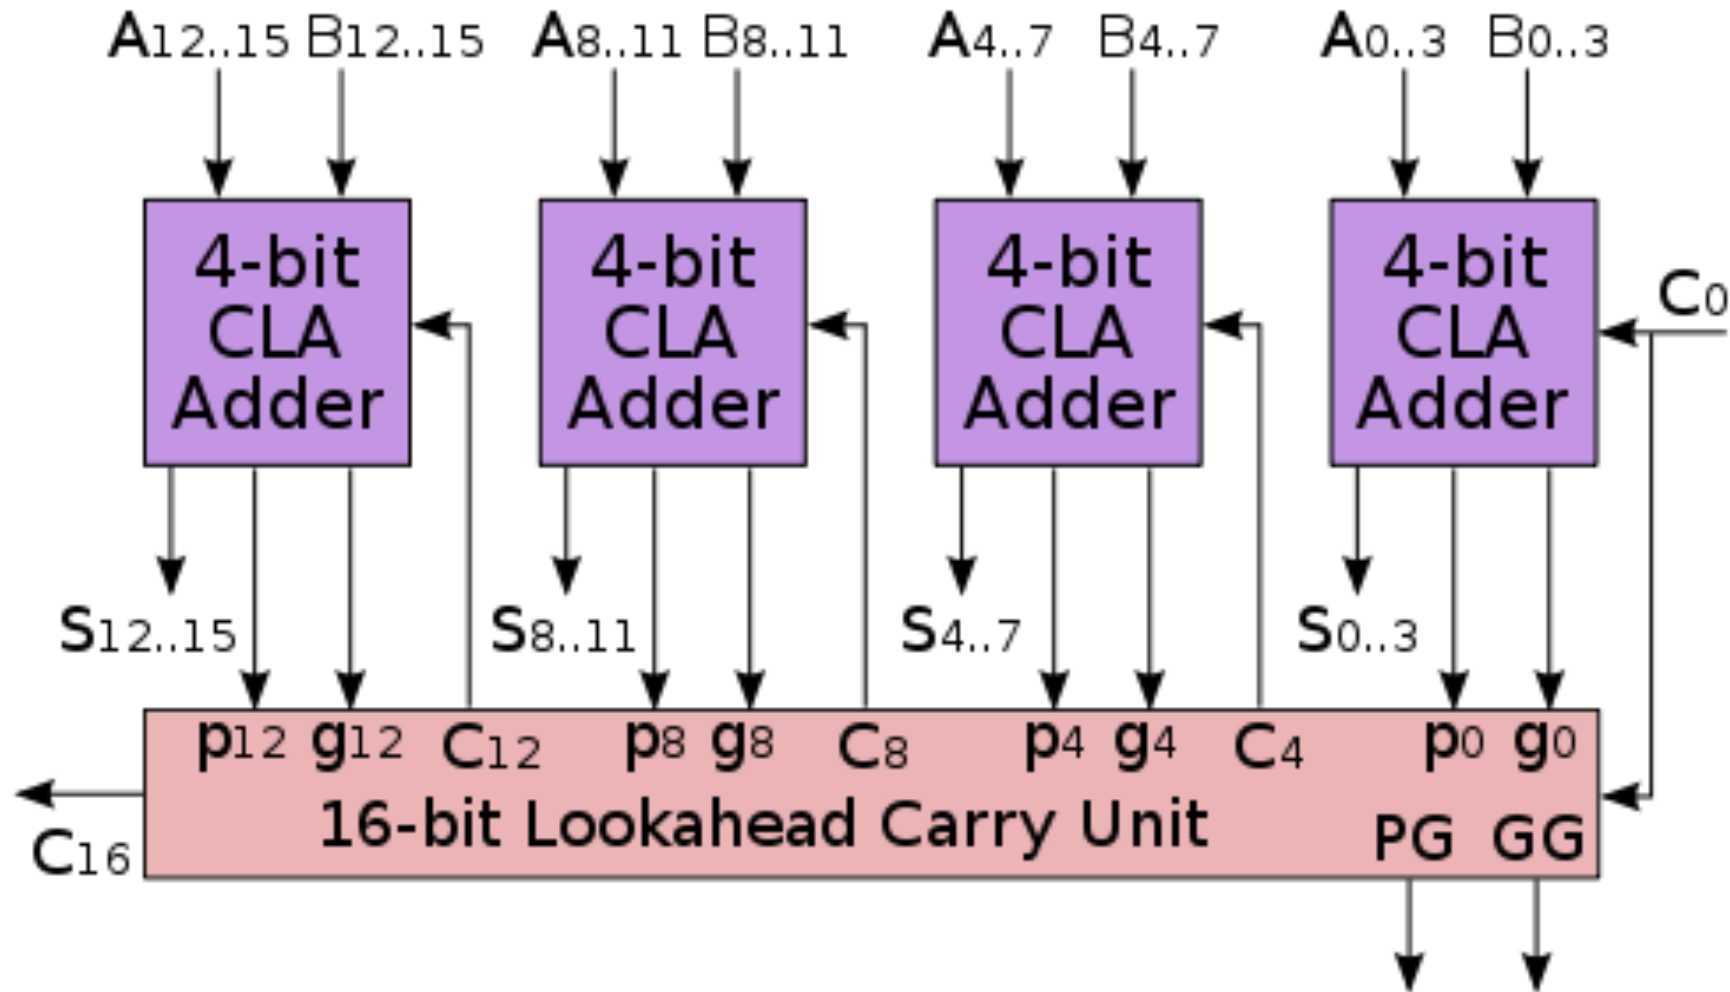 A12..15 B12..15 A8..11 B8..11 A4..7 B4..7 A0..3 B0..3
4-bit CLA Adder
4-bit CLA Adder
4-bit CLA Adder
4-bit CLA Adder
C0
S12..15 S8..11 S4..7 S0..3
p12 g12 C12 p8 g8 C8 p4 g4 C4 p0 g0
16-bit Lookahead Carry Unit
PG GG
C16